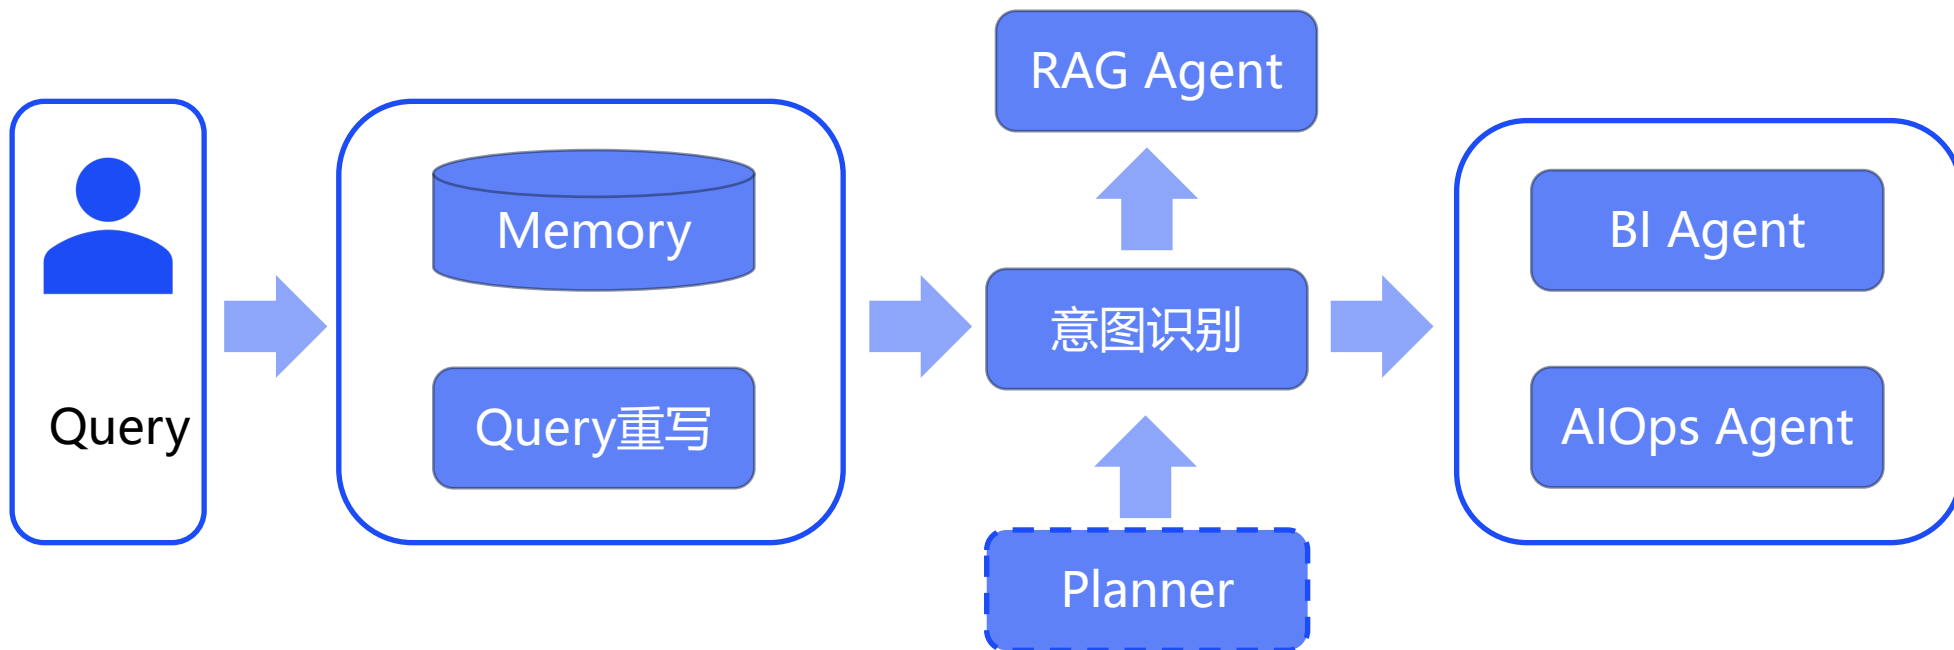 Query
Memory
Query重写
RAG Agent
意图识别
Planner
BI Agent
AIOps Agent